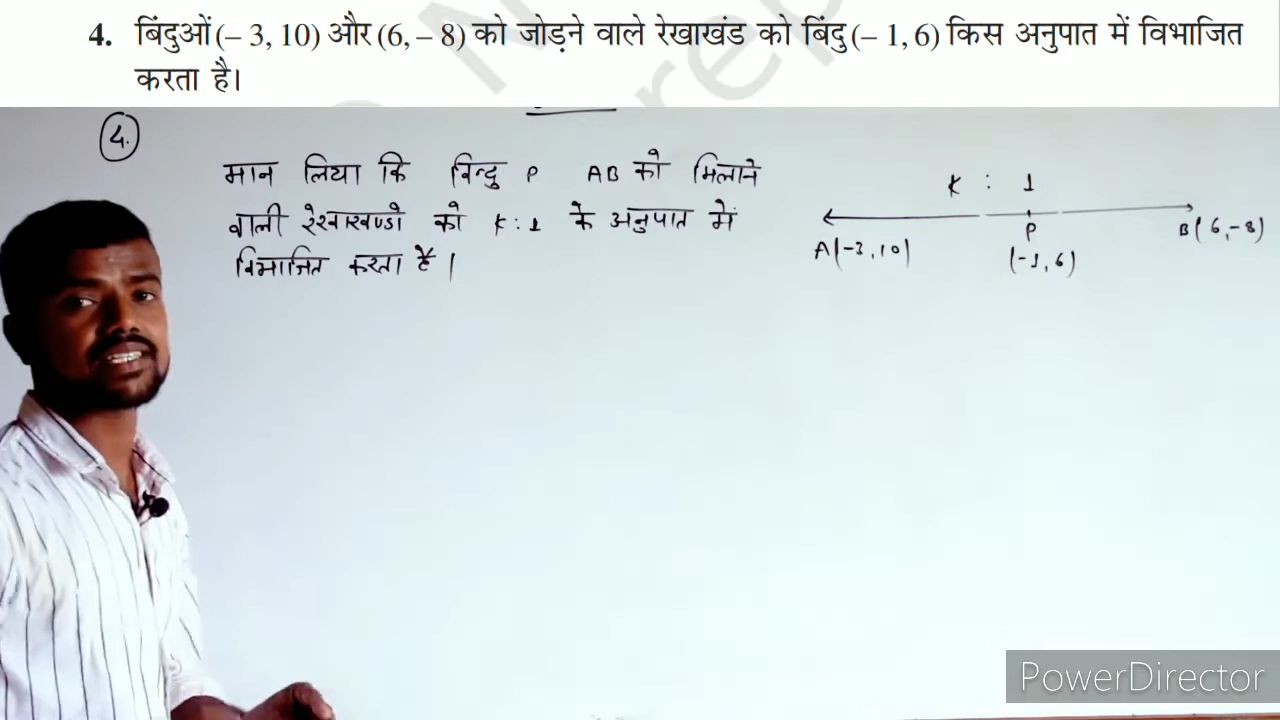 4. बिंदुओं (– 3, 10) और (6, – 8) को जोड़ने वाले रेखाखंड को बिंदु (– 1, 6) किस अनुपात में विभाजित
करता है।
4.
मान लिया कि बिन्दु P AB को मिलाने
वाली रेखाखण्डो को K:1 के अनुपात में
विभाजित करता है।
K : 1
A(-3,10)
P
(-1,6)
B(6,-8)
PowerDirector